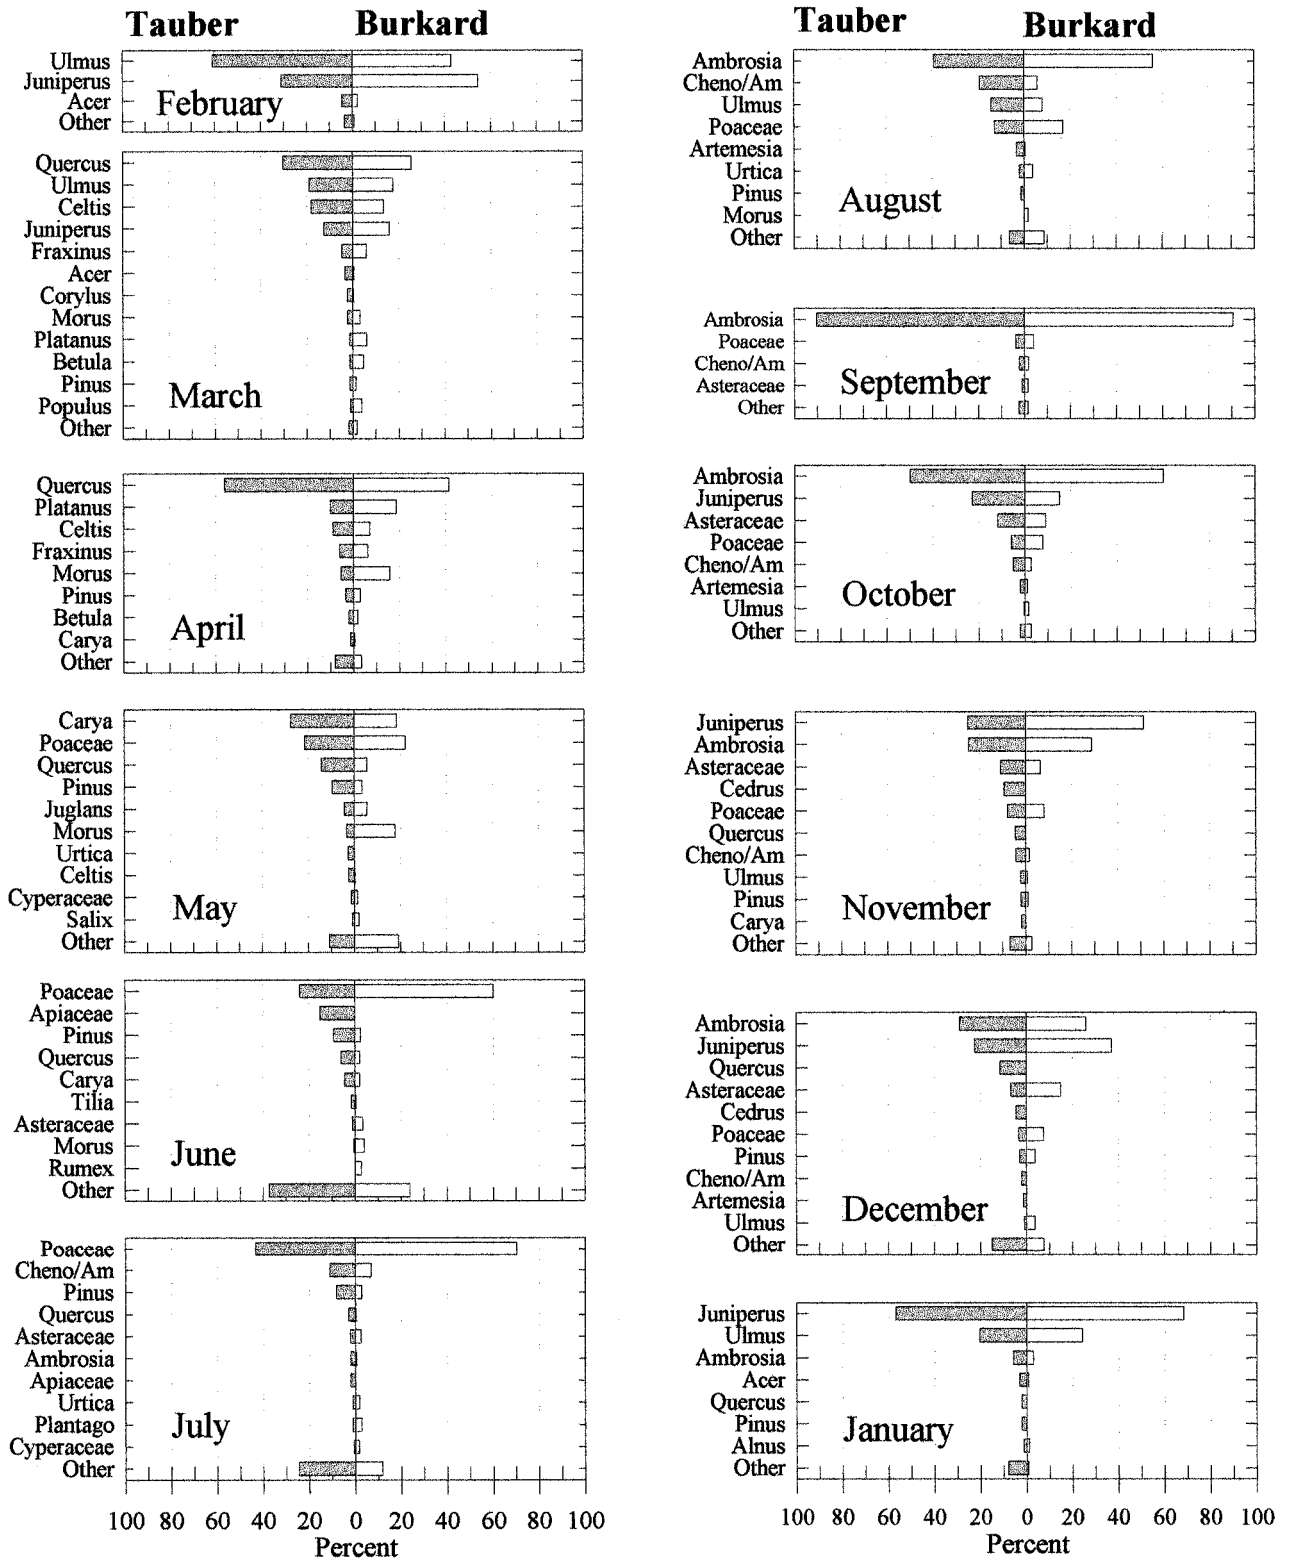 Tauber Burkard
Ulmus
Juniperus
Acer
Other
February
Quercus
Ulmus
Celtis
Juniperus
Fraxinus
Acer
Corylus
Morus
Platanus
Betula
Pinus
Populus
Other
March
Quercus
Platanus
Celtis
Fraxinus
Morus
Pinus
Betula
Carya
Other
April
Carya
Poaceae
Quercus
Pinus
Juglans
Morus
Urtica
Celtis
Cyperaceae
Salix
Other
May
Poaceae
Apiaceae
Pinus
Quercus
Carya
Tilia
Asteraceae
Morus
Rumex
Other
June
Poaceae
Cheno/Am
Pinus
Quercus
Asteraceae
Ambrosia
Apiaceae
Urtica
Plantago
Cyperaceae
Other
July
100 80 60 40 20 0 20 40 60 80 100
Percent
Tauber Burkard
Ambrosia
Cheno/Am
Ulmus
Poaceae
Artemesia
Urtica
Pinus
Morus
Other
August
Ambrosia
Poaceae
Cheno/Am
Asteraceae
Other
September
Ambrosia
Juniperus
Asteraceae
Poaceae
Cheno/Am
Artemesia
Ulmus
Other
October
Juniperus
Ambrosia
Asteraceae
Cedrus
Poaceae
Quercus
Cheno/Am
Ulmus
Pinus
Carya
Other
November
Ambrosia
Juniperus
Quercus
Asteraceae
Cedrus
Poaceae
Pinus
Cheno/Am
Artemesia
Ulmus
Other
December
Juniperus
Ulmus
Ambrosia
Acer
Quercus
Pinus
Alnus
Other
January
100 80 60 40 20 0 20 40 60 80 100
Percent